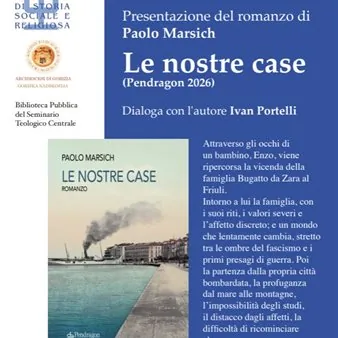 DI STORIA
SOCIALE E
RELIGIOSA
ARCIDIOCESI DI GORIZIA
Biblioteca Pubblica
del Seminario
Teologico Centrale
Presentazione del romanzo di
Paolo Marsich
Le nostre case
(Pendragon 2026)
Dialoga con l'autore Ivan Portelli
PAOLO MARSICH
LE NOSTRE CASE
ROMANZO
Pendragon
Attraverso gli occhi di
un bambino, Enzo, viene
ripercorsa la vicenda della
famiglia Bugatto da Zara al
Friuli.
Intorno a lui la famiglia, con
i suoi riti, i valori severi e
l'affetto discreto; e un mondo
che lentamente cambia, stretto
tra le ombre del fascismo e i
primi presagi di guerra. Poi
la partenza dalla propria città
bombardata, la profuganza
dal mare alle montagne,
l'impossibilità degli studi,
il distacco dagli affetti, la
difficoltà di ricominciare